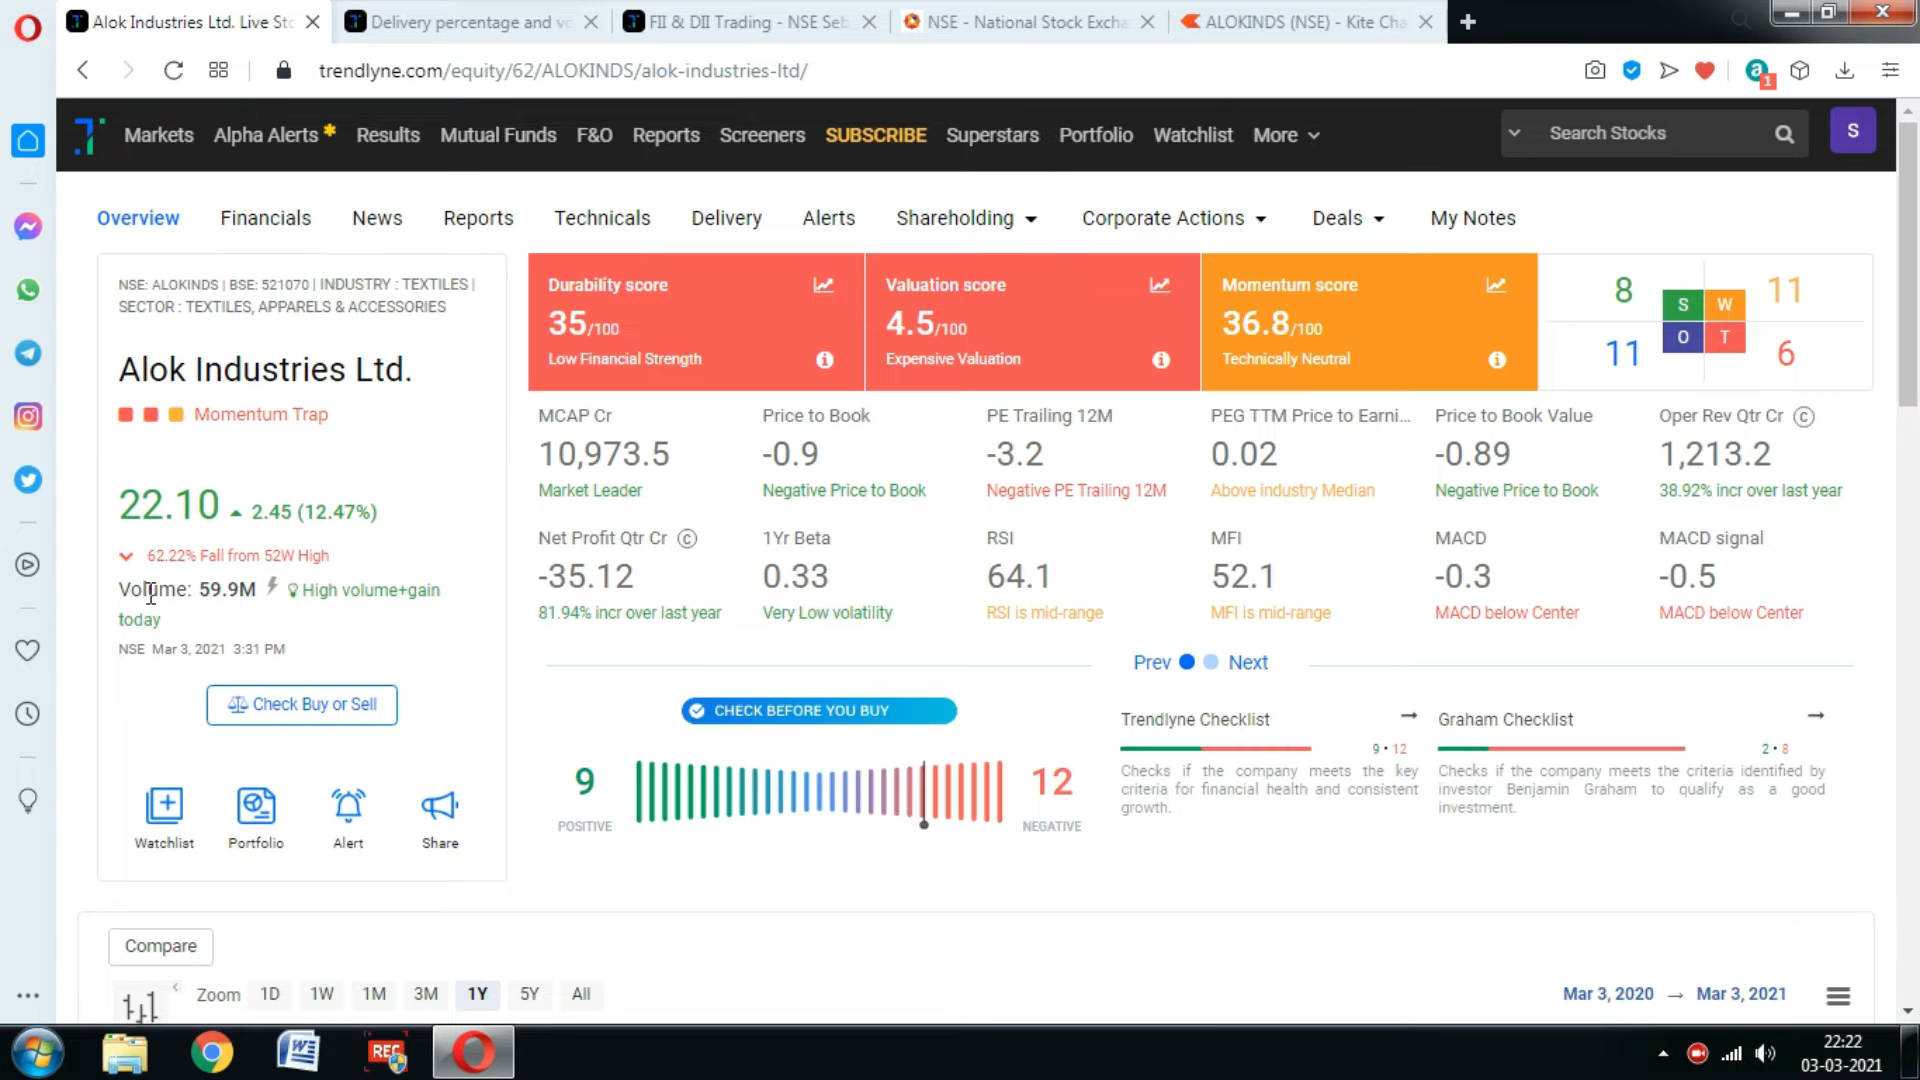 Alok Industries Ltd. Live Sto
Delivery percentage and vo
FII & DII Trading - NSE Seb
NSE - National Stock Exchan
ALOKINDS (NSE) - Kite Cha
trendlyne.com/equity/62/ALOKINDS/alok-industries-ltd/
1
Markets Alpha Alerts Results Mutual Funds F&O Reports Screeners SUBSCRIBE Superstars Portfolio Watchlist More
Search Stocks
S
Overview Financials News Reports Technicals Delivery Alerts Shareholding Corporate Actions Deals My Notes
NSE: ALOKINDS | BSE: 521070 | INDUSTRY : TEXTILES |
SECTOR : TEXTILES, APPARELS & ACCESSORIES
Alok Industries Ltd.
Momentum Trap
22.10 2.45 (12.47%)
62.22% Fall from 52W High
Volume: 59.9M High volume+gain
today
NSE Mar 3, 2021 3:31 PM
Check Buy or Sell
Watchlist Portfolio Alert Share
Durability score
35/100
Low Financial Strength
Valuation score
4.5/100
Expensive Valuation
Momentum score
36.8/100
Technically Neutral
8 S W 11
11 O T 6
MCAP Cr
10,973.5
Market Leader
Price to Book
-0.9
Negative Price to Book
PE Trailing 12M
-3.2
Negative PE Trailing 12M
PEG TTM Price to Earni...
0.02
Above industry Median
Price to Book Value
-0.89
Negative Price to Book
Oper Rev Qtr Cr C
1,213.2
38.92% incr over last year
Net Profit Qtr Cr C
-35.12
81.94% incr over last year
1Yr Beta
0.33
Very Low volatility
RSI
64.1
RSI is mid-range
MFI
52.1
MFI is mid-range
MACD
-0.3
MACD below Center
MACD signal
-0.5
MACD below Center
Prev Next
CHECK BEFORE YOU BUY
9
POSITIVE
12
NEGATIVE
Trendlyne Checklist
9 • 12
Checks if the company meets the key
criteria for financial health and consistent
growth.
Graham Checklist
2 • 8
Checks if the company meets the criteria identified by
investor Benjamin Graham to qualify as a good
investment.
Compare
Zoom 1D 1W 1M 3M 1Y 5Y All
Mar 3, 2020 → Mar 3, 2021
REC
22:22
03-03-2021